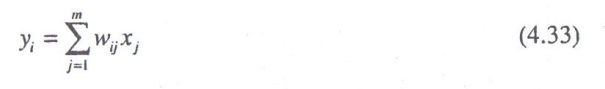 y_i = \sum_{j=1}^{m} w_{ij} x_j (4.33)